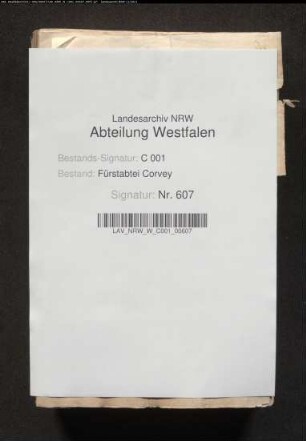 Landesarchiv NRW
Abteilung Westfalen
Bestands-Signatur: C 001
Bestand: Fürstabtei Corvey
Signatur: Nr. 607
LAV_NRW_W_C001_00607